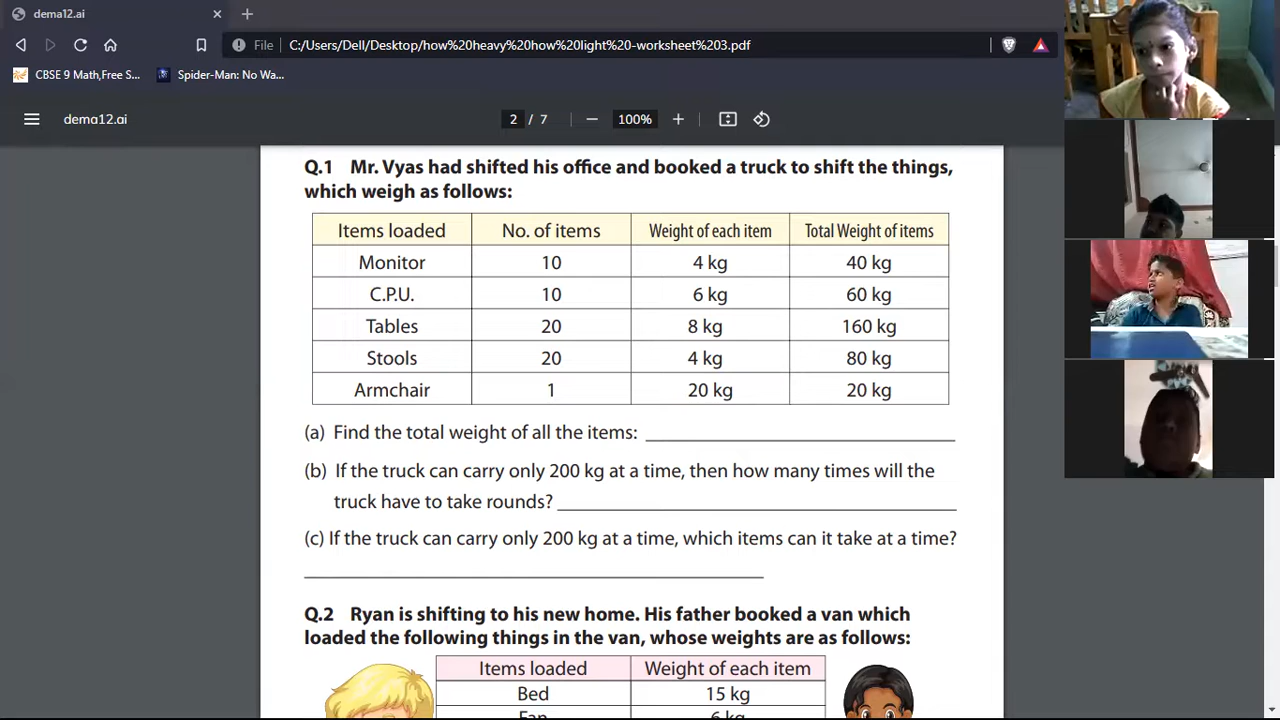 dema12.ai
File C:/Users/Dell/Desktop/how%20heavy%20how%20light%20-worksheet%203.pdf
CBSE 9 Math,Free S... Spider-Man: No Wa...
dema12.ai 2 / 7 100%
Q.1 Mr. Vyas had shifted his office and booked a truck to shift the things,
which weigh as follows:
Items loaded No. of items Weight of each item Total Weight of items
Monitor 10 4 kg 40 kg
C.P.U. 10 6 kg 60 kg
Tables 20 8 kg 160 kg
Stools 20 4 kg 80 kg
Armchair 1 20 kg 20 kg
(a) Find the total weight of all the items:
(b) If the truck can carry only 200 kg at a time, then how many times will the
truck have to take rounds?
(c) If the truck can carry only 200 kg at a time, which items can it take at a time?
Q.2 Ryan is shifting to his new home. His father booked a van which
loaded the following things in the van, whose weights are as follows:
Items loaded Weight of each item
Bed 15 kg
Fan 6 kg